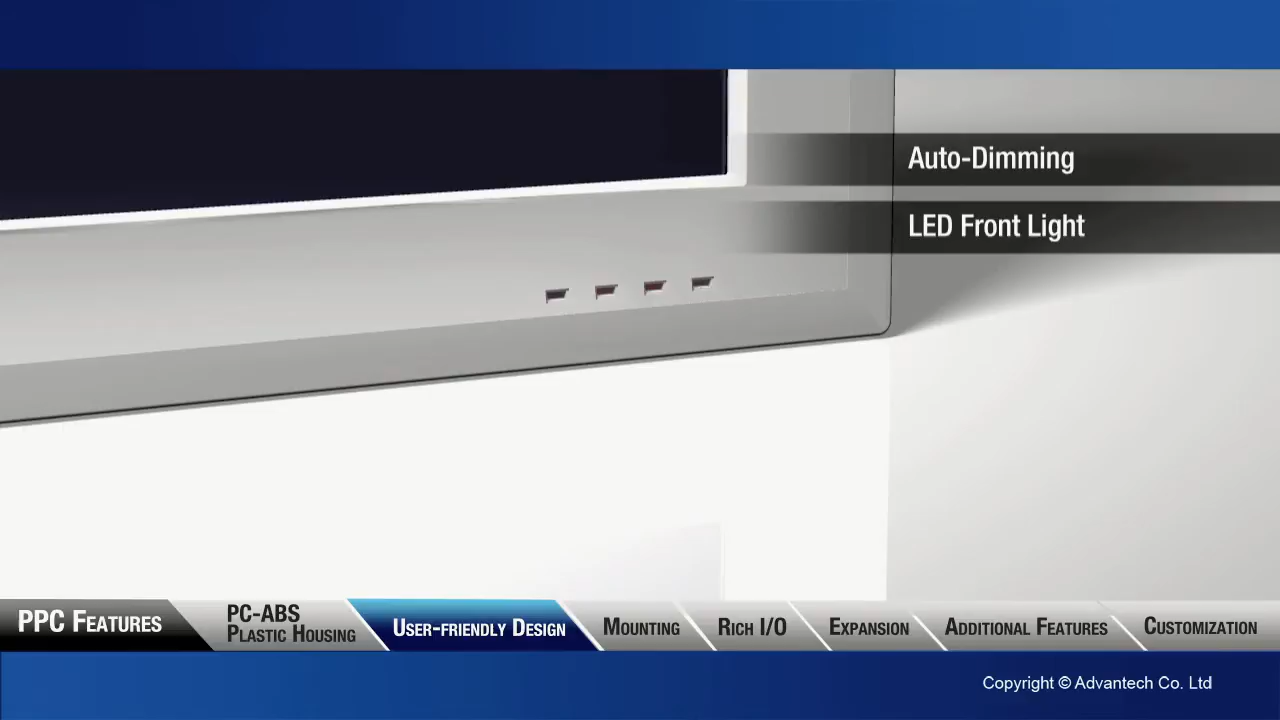 Auto-Dimming
LED Front Light
PPC Features
PC-ABS
Plastic Housing
User-friendly Design
Mounting
Rich I/O
Expansion
Additional Features
Customization
Copyright © Advantech Co. Ltd